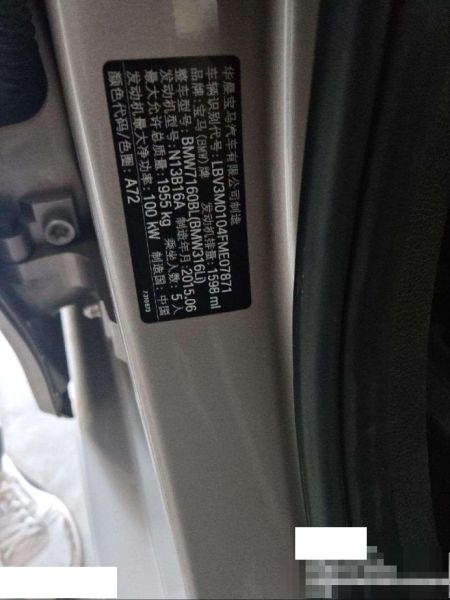 华晨宝马汽车有限公司制造
车辆识别代号: LBV3M0104FME07871
品牌: 宝马(BMW)牌 发动机排量: 1598 ml
整车型号: BMW7160BL(BMW316Li)
发动机型号: N13B16A 制造年月: 2015.06
最大允许总质量: 1955 kg 乘坐人数: 5 人
发动机最大净功率: 100 kW 制造国: 中国
颜色代码/色圈: A72